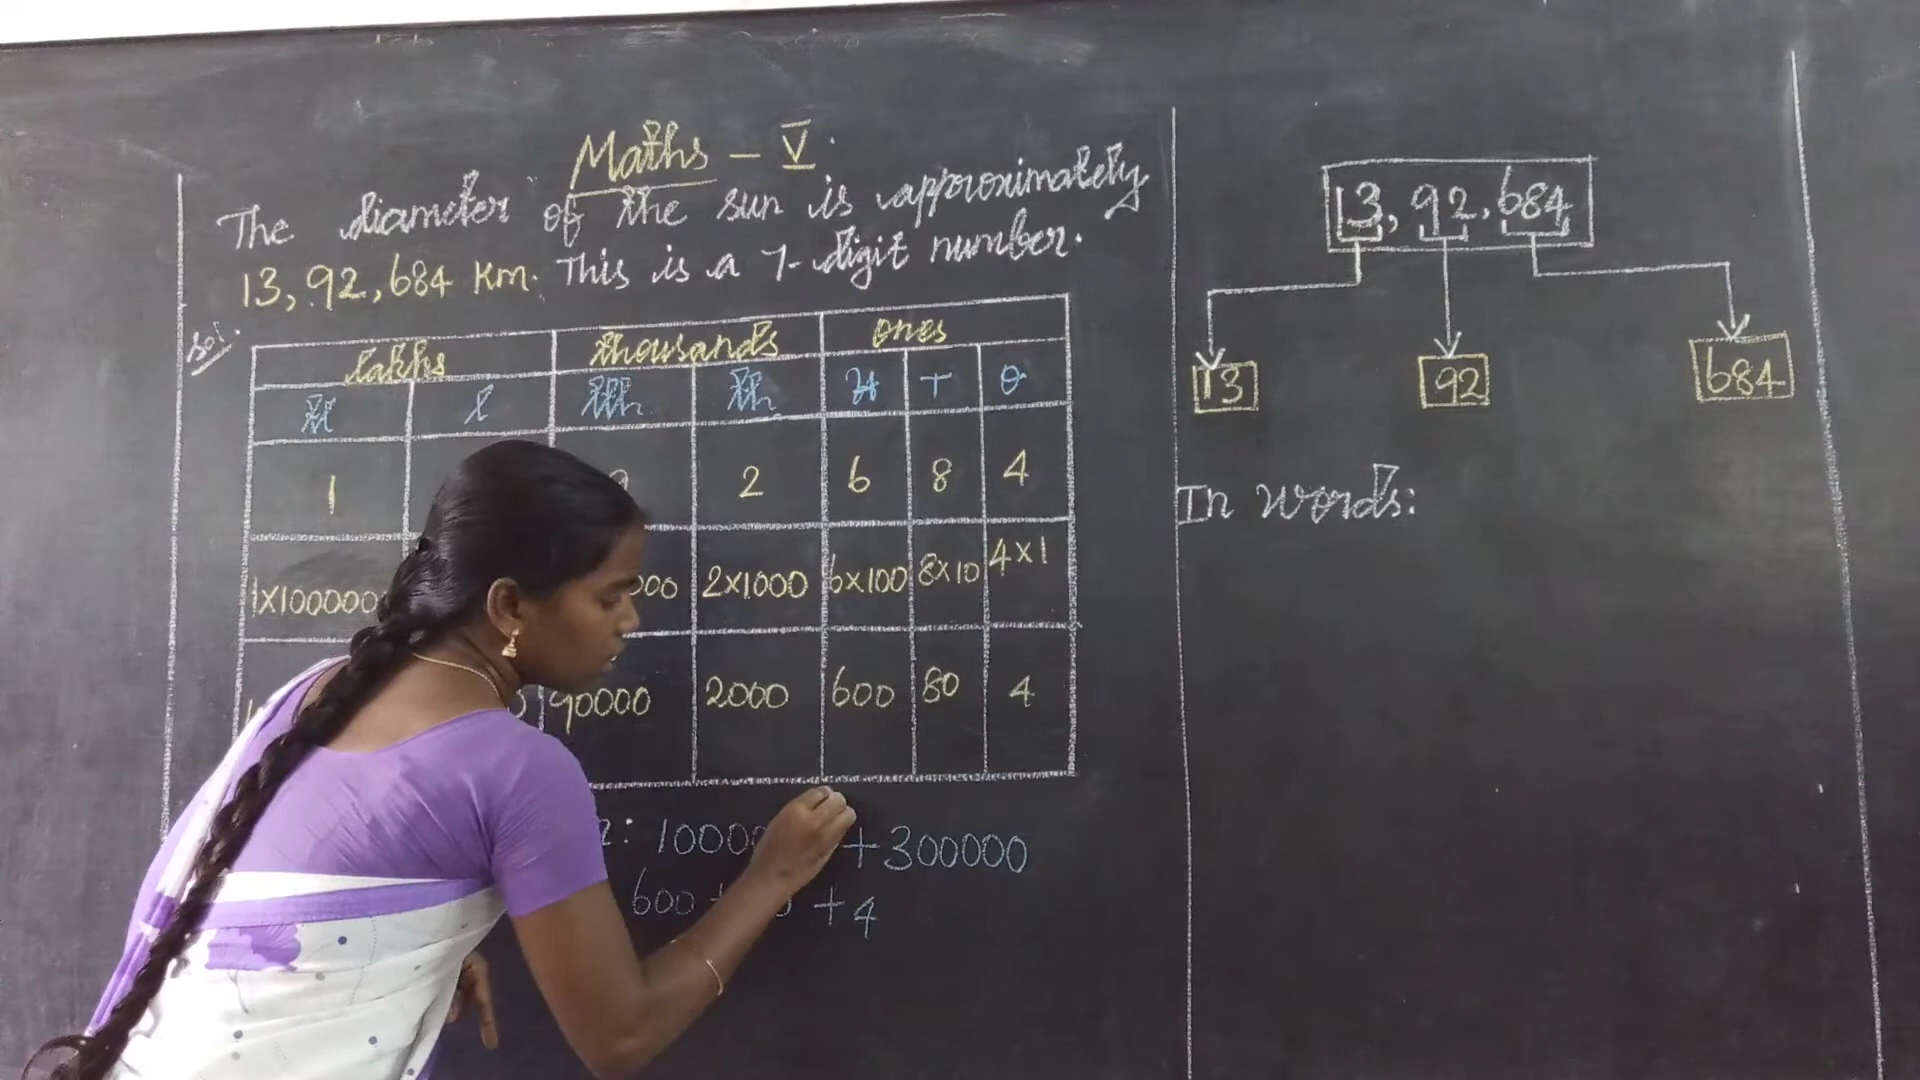 Maths - V.
The diameter of the sun is approximately
13,92,684 Km. This is a 7-digit number.
Sol.
lakhs thousands ones
TL L TTh Th H T O
1 2 6 8 4
1X1000000 000 2X1000 6X100 8X10 4X1
90000 2000 600 80 4
+300000
600 + +4
13,92,684
13 92 684
In words: